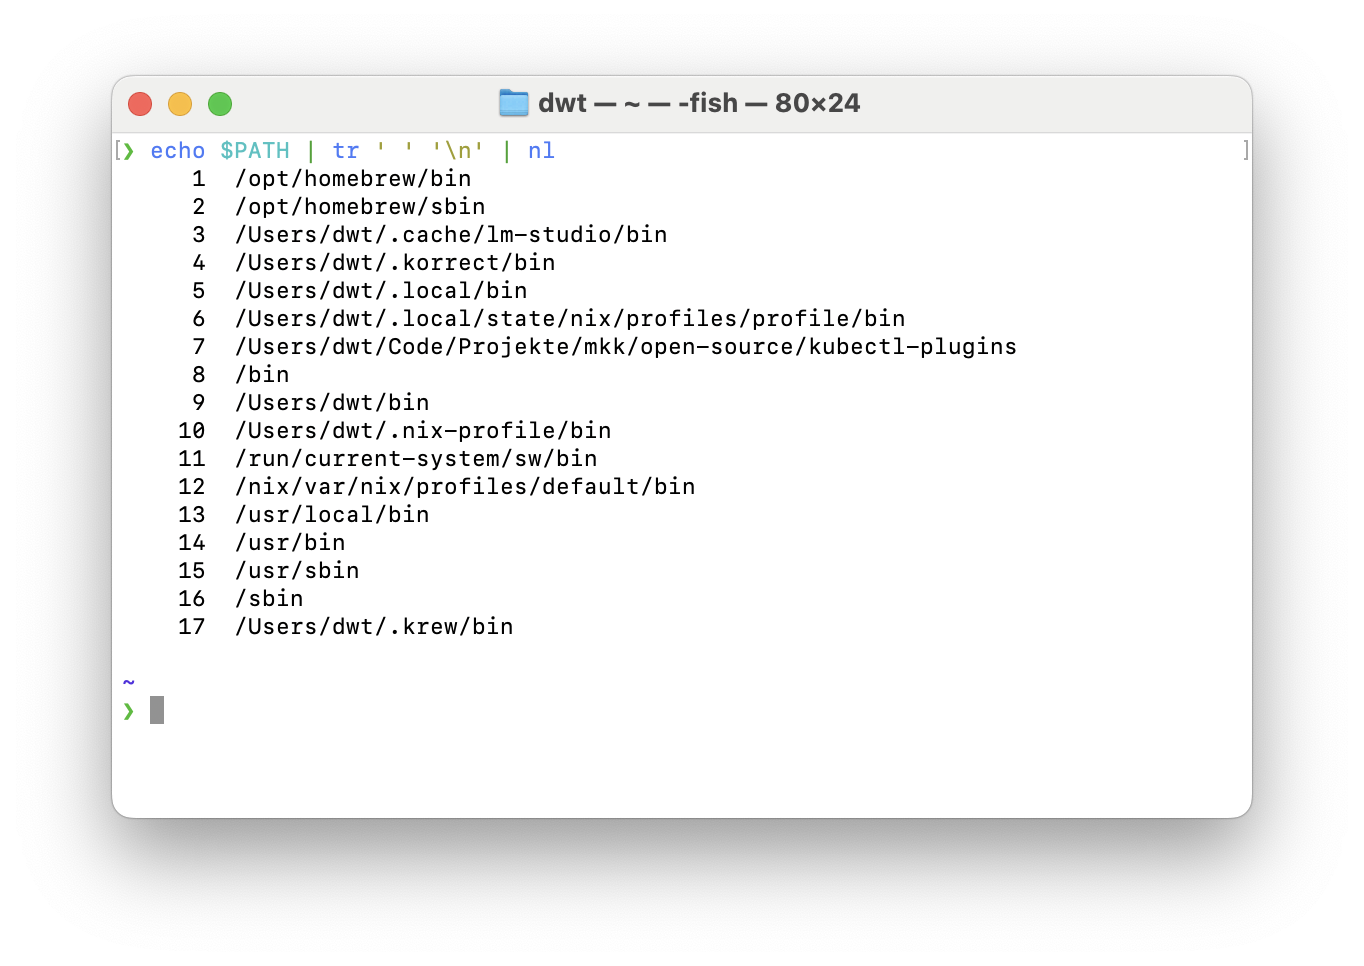 dwt — ~ — -fish — 80×24
[❯ echo $PATH | tr ' ' '\n' | nl ]
1 /opt/homebrew/bin
2 /opt/homebrew/sbin
3 /Users/dwt/.cache/lm-studio/bin
4 /Users/dwt/.korrect/bin
5 /Users/dwt/.local/bin
6 /Users/dwt/.local/state/nix/profiles/profile/bin
7 /Users/dwt/Code/Projekte/mkk/open-source/kubectl-plugins
8 /bin
9 /Users/dwt/bin
10 /Users/dwt/.nix-profile/bin
11 /run/current-system/sw/bin
12 /nix/var/nix/profiles/default/bin
13 /usr/local/bin
14 /usr/bin
15 /usr/sbin
16 /sbin
17 /Users/dwt/.krew/bin
~
❯